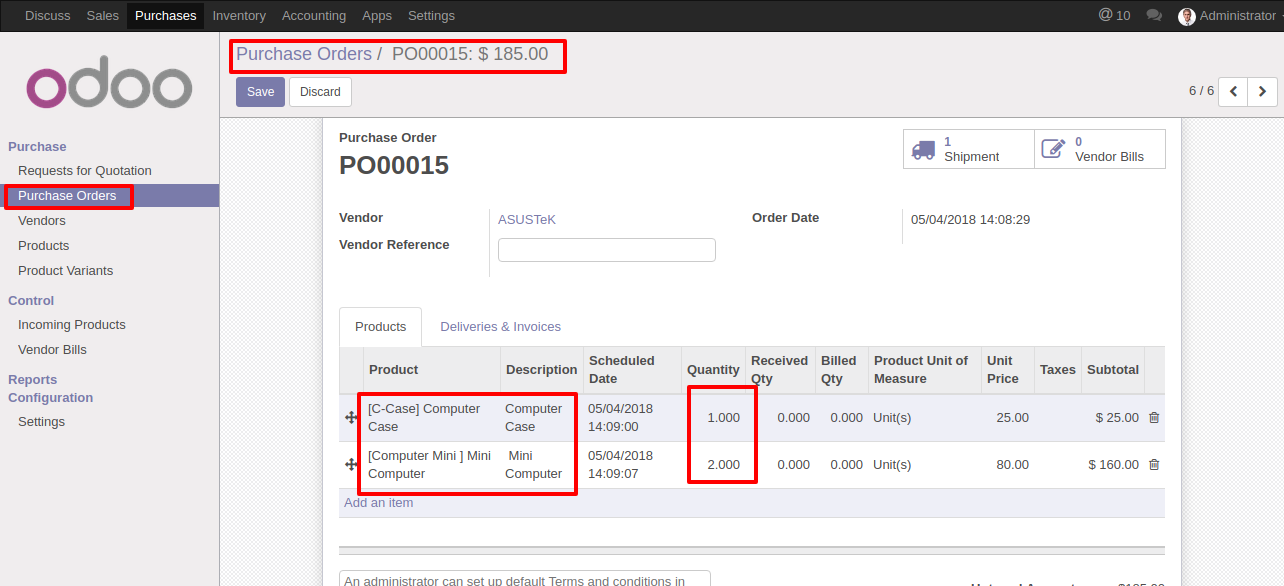 Discuss Sales Purchases Inventory Accounting Apps Settings @ 10 Administrator
odoo
Purchase Orders / PO00015: $ 185.00
Save Discard 6 / 6
Purchase
Requests for Quotation
Purchase Orders
Vendors
Products
Product Variants
Control
Incoming Products
Vendor Bills
Reports
Configuration
Settings
Purchase Order
PO00015
1
Shipment
0
Vendor Bills
Vendor ASUSTeK Order Date 05/04/2018 14:08:29
Vendor Reference
Products Deliveries & Invoices
Product Description Scheduled Date Quantity Received Qty Billed Qty Product Unit of Measure Unit Price Taxes Subtotal
[C-Case] Computer Computer 05/04/2018
Case Case 14:09:00 1.000 0.000 0.000 Unit(s) 25.00 $ 25.00
[Computer Mini ] Mini Mini 05/04/2018
Computer Computer 14:09:07 2.000 0.000 0.000 Unit(s) 80.00 $ 160.00
Add an item
An administrator can set up default Terms and conditions in